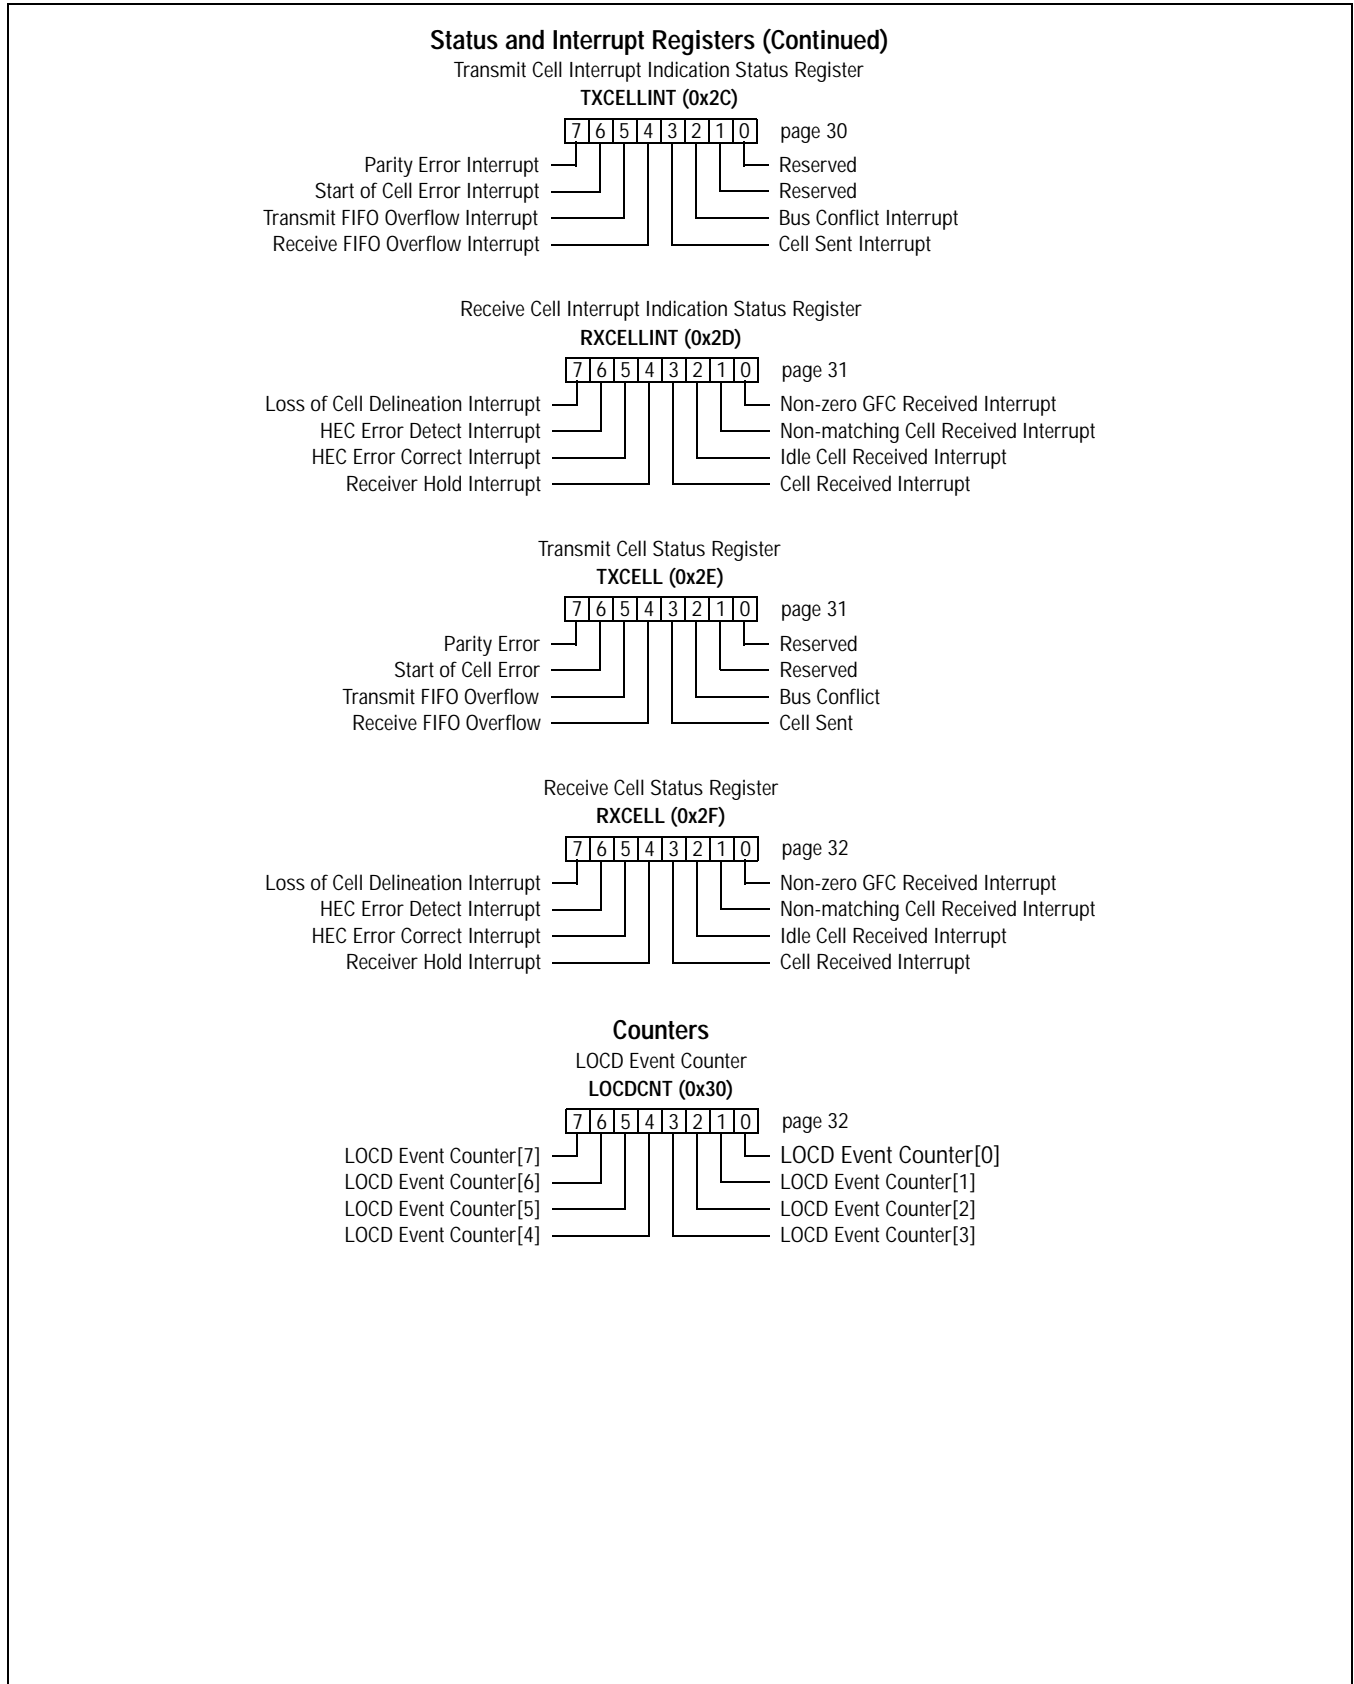 Status and Interrupt Registers (Continued)
Transmit Cell Interrupt Indication Status Register
TXCELLINT (0x2C)
7 6 5 4 3 2 1 0 page 30
Parity Error Interrupt Reserved
Start of Cell Error Interrupt Reserved
Transmit FIFO Overflow Interrupt Bus Conflict Interrupt
Receive FIFO Overflow Interrupt Cell Sent Interrupt
Receive Cell Interrupt Indication Status Register
RXCELLINT (0x2D)
7 6 5 4 3 2 1 0 page 31
Loss of Cell Delineation Interrupt Non-zero GFC Received Interrupt
HEC Error Detect Interrupt Non-matching Cell Received Interrupt
HEC Error Correct Interrupt Idle Cell Received Interrupt
Receiver Hold Interrupt Cell Received Interrupt
Transmit Cell Status Register
TXCELL (0x2E)
7 6 5 4 3 2 1 0 page 31
Parity Error Reserved
Start of Cell Error Reserved
Transmit FIFO Overflow Bus Conflict
Receive FIFO Overflow Cell Sent
Receive Cell Status Register
RXCELL (0x2F)
7 6 5 4 3 2 1 0 page 32
Loss of Cell Delineation Interrupt Non-zero GFC Received Interrupt
HEC Error Detect Interrupt Non-matching Cell Received Interrupt
HEC Error Correct Interrupt Idle Cell Received Interrupt
Receiver Hold Interrupt Cell Received Interrupt
Counters
LOCD Event Counter
LOCDCNT (0x30)
7 6 5 4 3 2 1 0 page 32
LOCD Event Counter[7] LOCD Event Counter[0]
LOCD Event Counter[6] LOCD Event Counter[1]
LOCD Event Counter[5] LOCD Event Counter[2]
LOCD Event Counter[4] LOCD Event Counter[3]